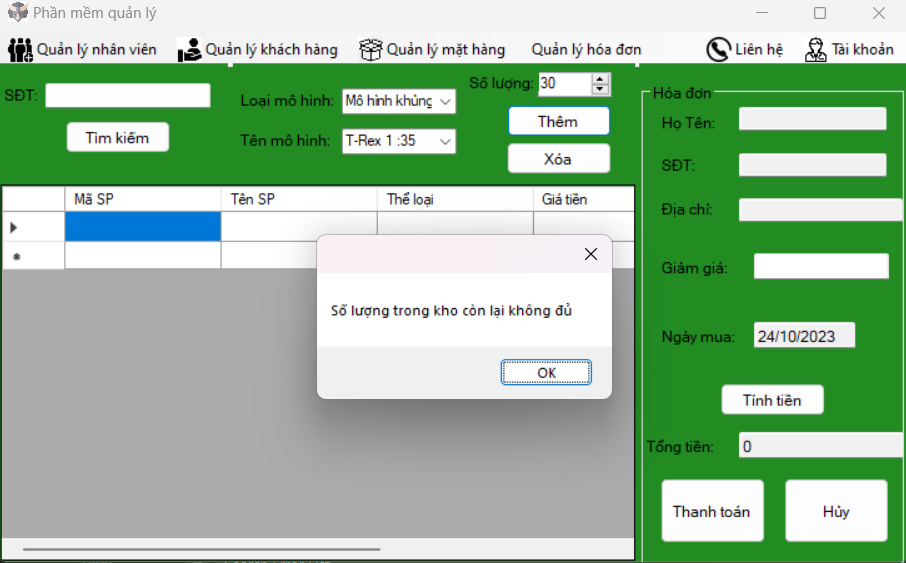 Phần mềm quản lý
Quản lý nhân viên
Quản lý khách hàng
Quản lý mặt hàng
Quản lý hóa đơn
Liên hệ
Tài khoản
SĐT:
Tìm kiếm
Loại mô hình:
Mô hình khủng
Tên mô hình:
T-Rex 1 :35
Số lượng:
30
Thêm
Xóa
Mã SP
Tên SP
Thể loại
Giá tiền
Số lượng trong kho còn lại không đủ
OK
Hóa đơn
Họ Tên:
SĐT:
Địa chỉ:
Giảm giá:
Ngày mua:
24/10/2023
Tính tiền
Tổng tiền:
0
Thanh toán
Hủy